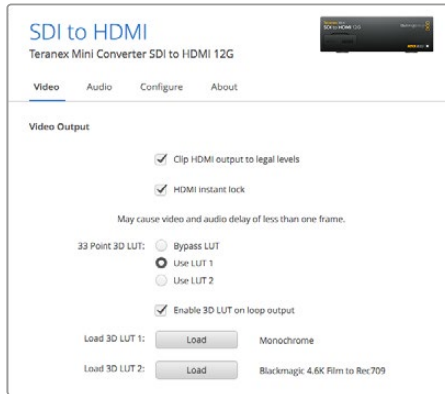 SDI to HDMI
Teranex Mini Converter SDI to HDMI 12G
Video Audio Configure About
Video Output
Clip HDMI output to legal levels
HDMI instant lock
May cause video and audio delay of less than one frame.
33 Point 3D LUT: Bypass LUT
Use LUT 1
Use LUT 2
Enable 3D LUT on loop output
Load 3D LUT 1: Load Monochrome
Load 3D LUT 2: Load Blackmagic 4.6K Film to Rec709